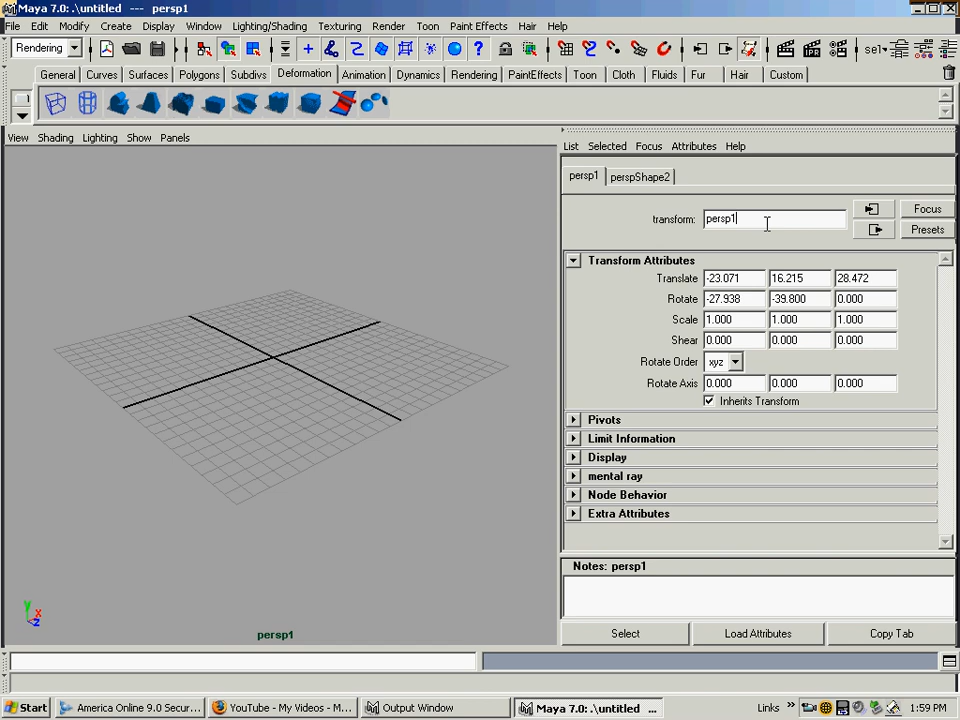 Maya 7.0: .\untitled --- persp1
File Edit Modify Create Display Window Lighting/Shading Texturing Render Toon Paint Effects Hair Help
Rendering
sel
General Curves Surfaces Polygons Subdivs Deformation Animation Dynamics Rendering PaintEffects Toon Cloth Fluids Fur Hair Custom
View Shading Lighting Show Panels
List Selected Focus Attributes Help
persp1 perspShape2
transform: persp1 Focus
Presets
Transform Attributes
Translate -23.071 16.215 28.472
Rotate -27.938 -39.800 0.000
Scale 1.000 1.000 1.000
Shear 0.000 0.000 0.000
Rotate Order xyz
Rotate Axis 0.000 0.000 0.000
Inherits Transform
Pivots
Limit Information
Display
mental ray
Node Behavior
Extra Attributes
Notes: persp1
Select Load Attributes Copy Tab
y x z
persp1
Start America Online 9.0 Secur... YouTube - My Videos - M... Output Window Maya 7.0: .\untitled ... Links » 1:59 PM